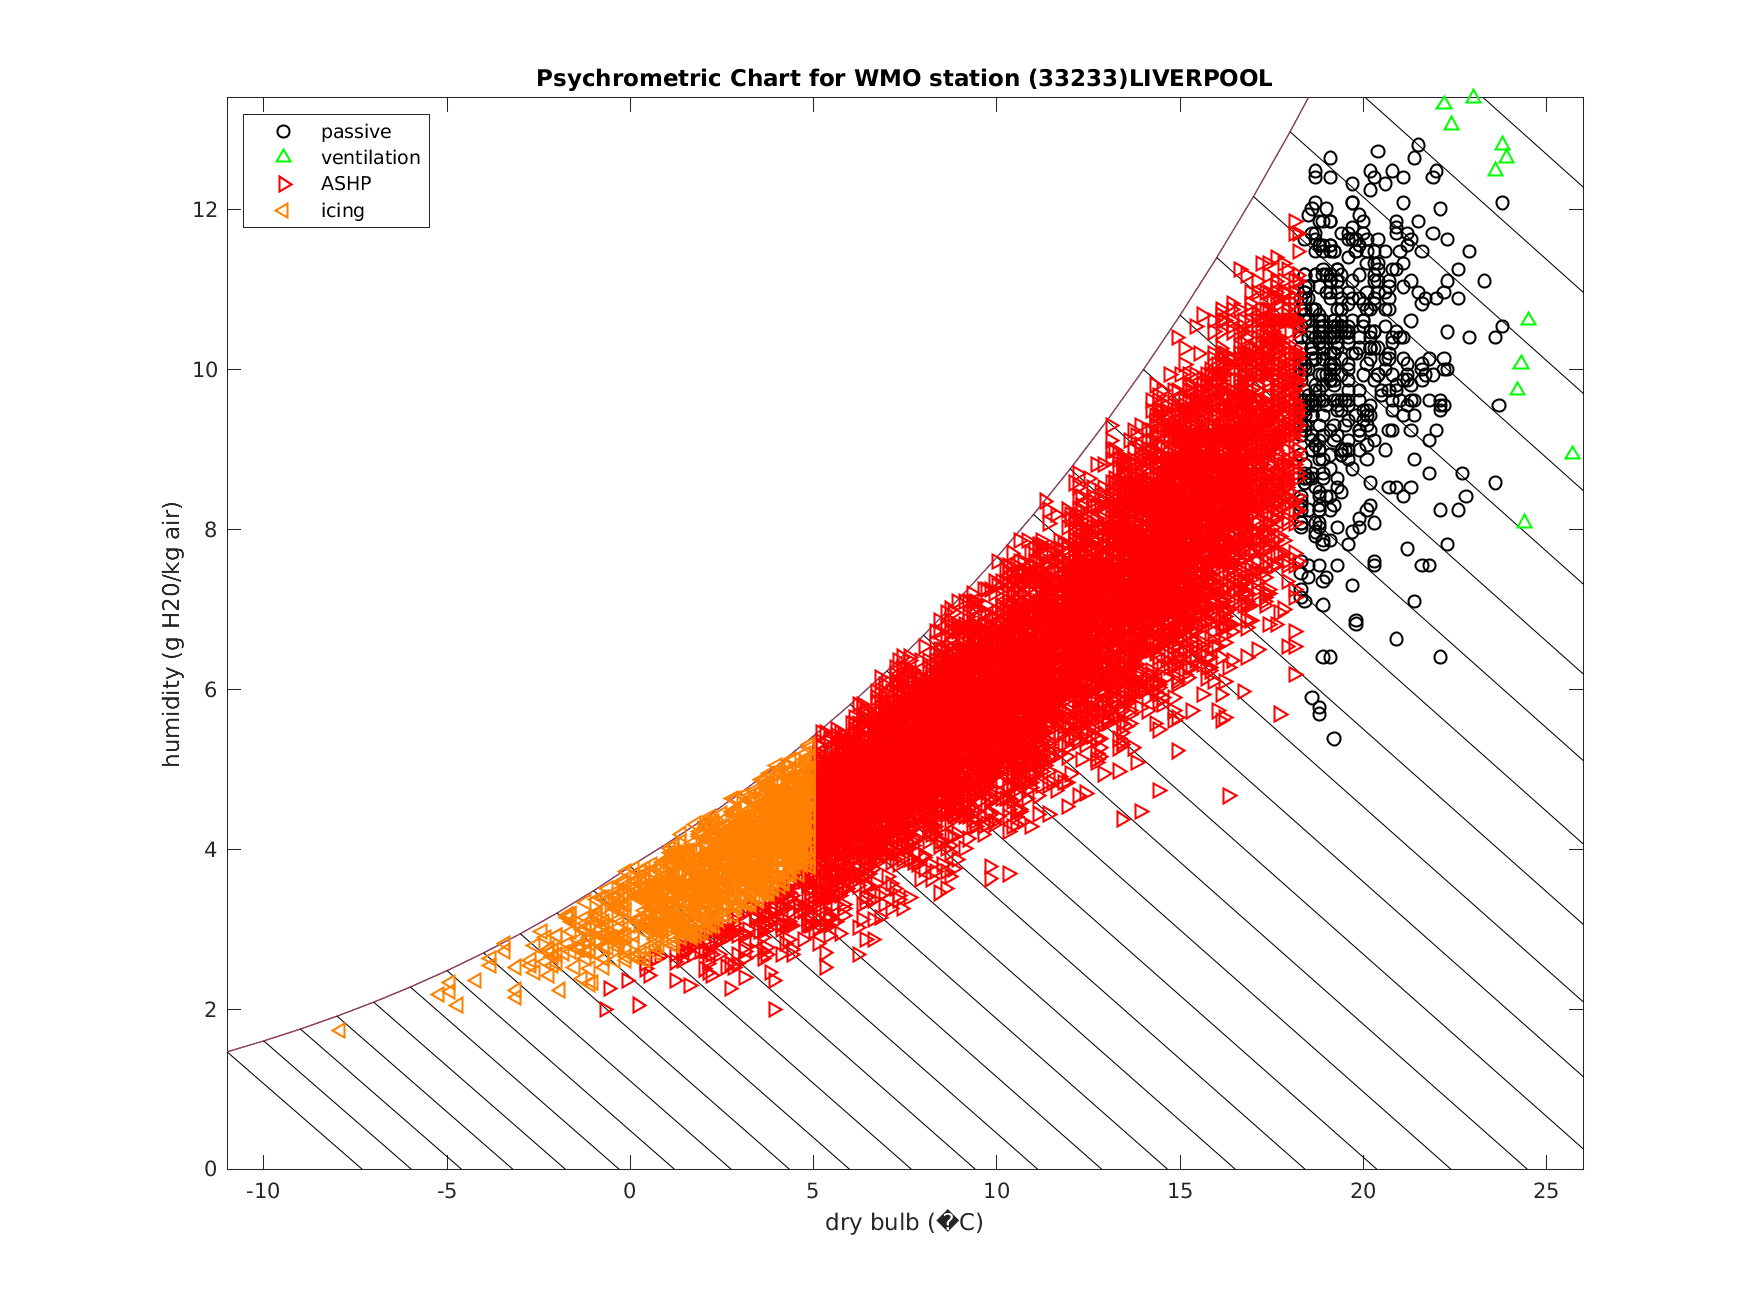 Psychrometric Chart for WMO station (33233)LIVERPOOL
passive
ventilation
ASHP
icing
humidity (g H20/kg air)
12
10
8
6
4
2
0
-10
-5
0
5
10
15
20
25
dry bulb (�C)